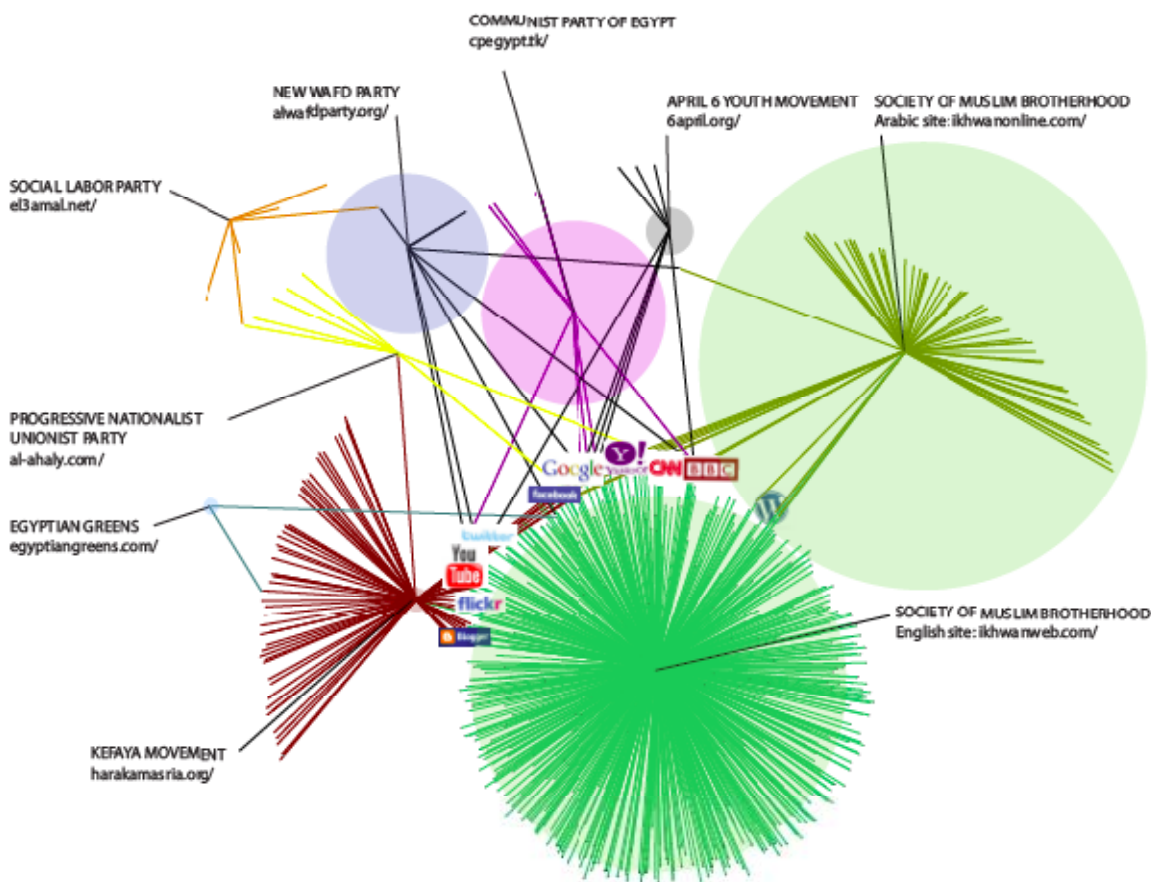 COMMUNIST PARTY OF EGYPT
cpegypt.tk/
NEW WAFD PARTY
alwafdparty.org/
APRIL 6 YOUTH MOVEMENT
6april.org/
SOCIETY OF MUSLIM BROTHERHOOD
Arabic site: ikhwanonline.com/
SOCIAL LABOR PARTY
el3amal.net/
PROGRESSIVE NATIONALIST
UNIONIST PARTY
al-ahaly.com/
Google
Y!
YAHOO!
CNN
BBC
facebook
W
EGYPTIAN GREENS
egyptiangreens.com/
twitter
You
Tube
flickr
Blogger
SOCIETY OF MUSLIM BROTHERHOOD
English site: ikhwanweb.com/
KEFAYA MOVEMENT
harakamasria.org/